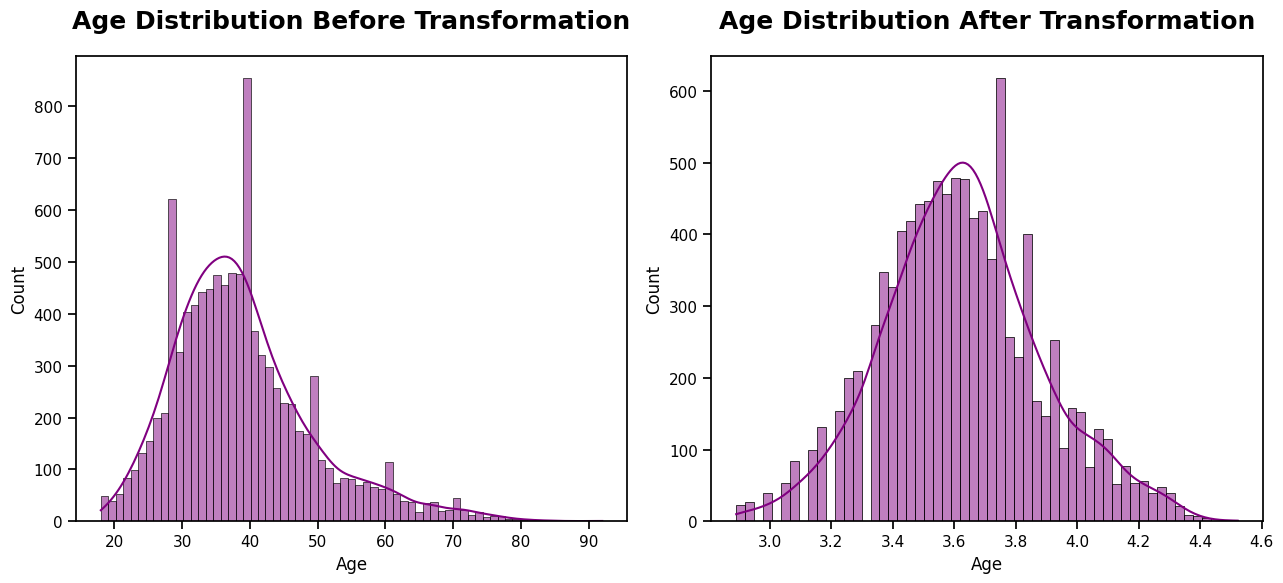 Age Distribution Before Transformation
Count
800
700
600
500
400
300
200
100
0
20 30 40 50 60 70 80 90
Age
Age Distribution After Transformation
Count
600
500
400
300
200
100
0
3.0 3.2 3.4 3.6 3.8 4.0 4.2 4.4 4.6
Age